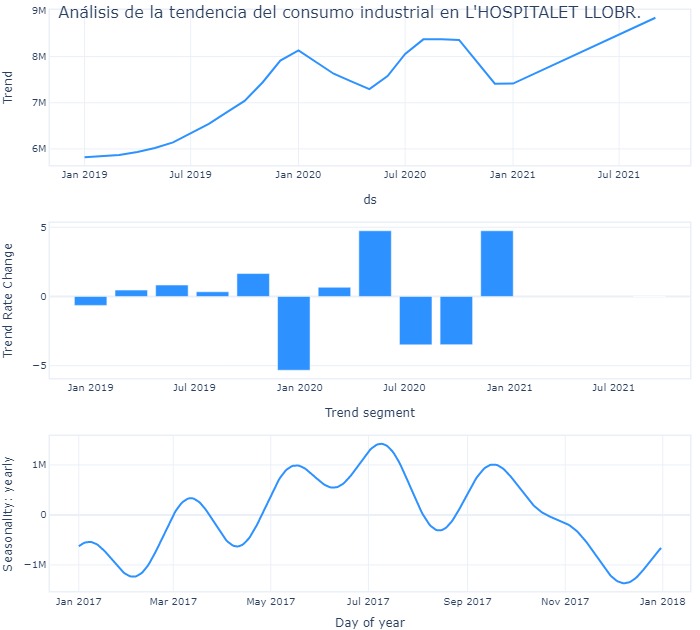 Análisis de la tendencia del consumo industrial en L'HOSPITALET LLOBR.
9M
8M
7M
6M
Trend
Jan 2019 Jul 2019 Jan 2020 Jul 2020 Jan 2021 Jul 2021
ds
5
0
−5
Trend Rate Change
Jan 2019 Jul 2019 Jan 2020 Jul 2020 Jan 2021 Jul 2021
Trend segment
1M
0
−1M
Seasonality: yearly
Jan 2017 Mar 2017 May 2017 Jul 2017 Sep 2017 Nov 2017 Jan 2018
Day of year